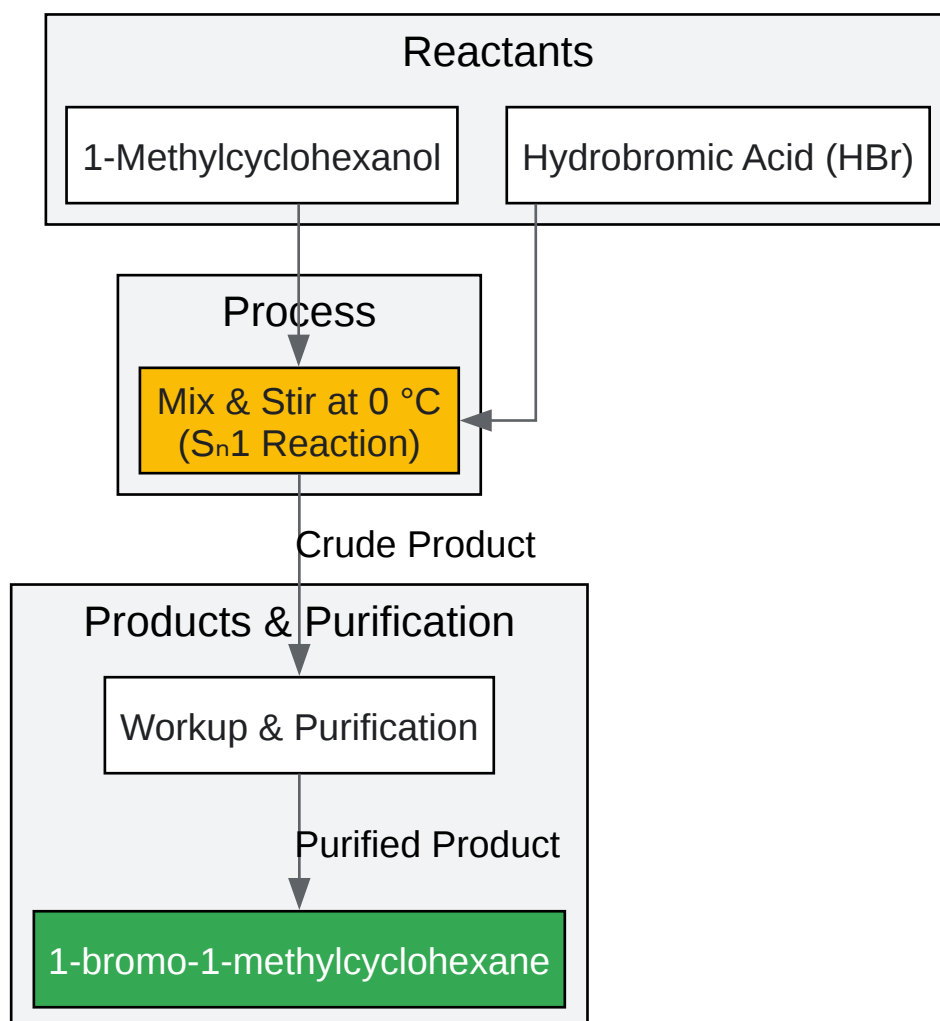 Reactants
1-Methylcyclohexanol
Hydrobromic Acid (HBr)
Process
Mix & Stir at 0 °C
(Sₙ1 Reaction)
Crude Product
Products & Purification
Workup & Purification
Purified Product
1-bromo-1-methylcyclohexane